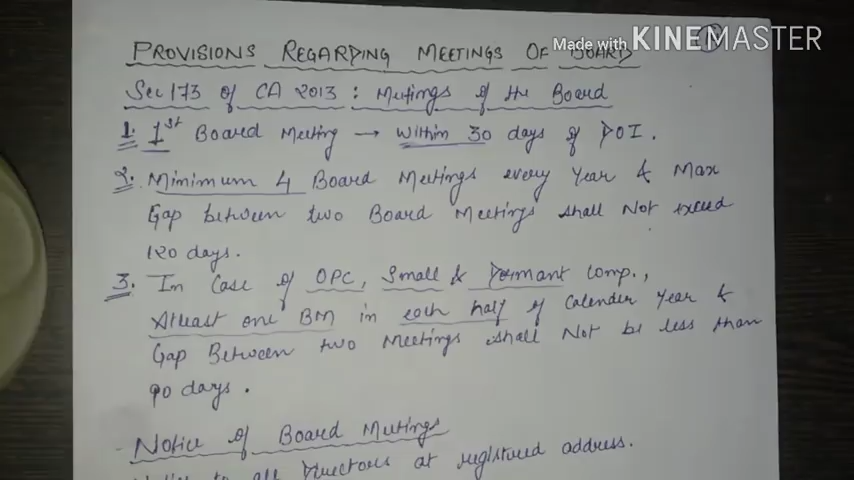 PROVISIONS REGARDING MEETINGS OF BOARD
Made with KINEMASTER
Sec 173 of CA 2013 : Meetings of the Board
1. 1st Board Meeting → Within 30 days of DOI.
2. Minimum 4 Board Meetings every Year & Max
Gap between two Board Meetings shall Not exceed
120 days.
3. In Case of OPC, Small & Dormant Comp.,
Atleast one BM in each half of Calender Year &
Gap Between two Meetings shall Not be less than
90 days.
Notice of Board Meetings
to all Directors at registered address.